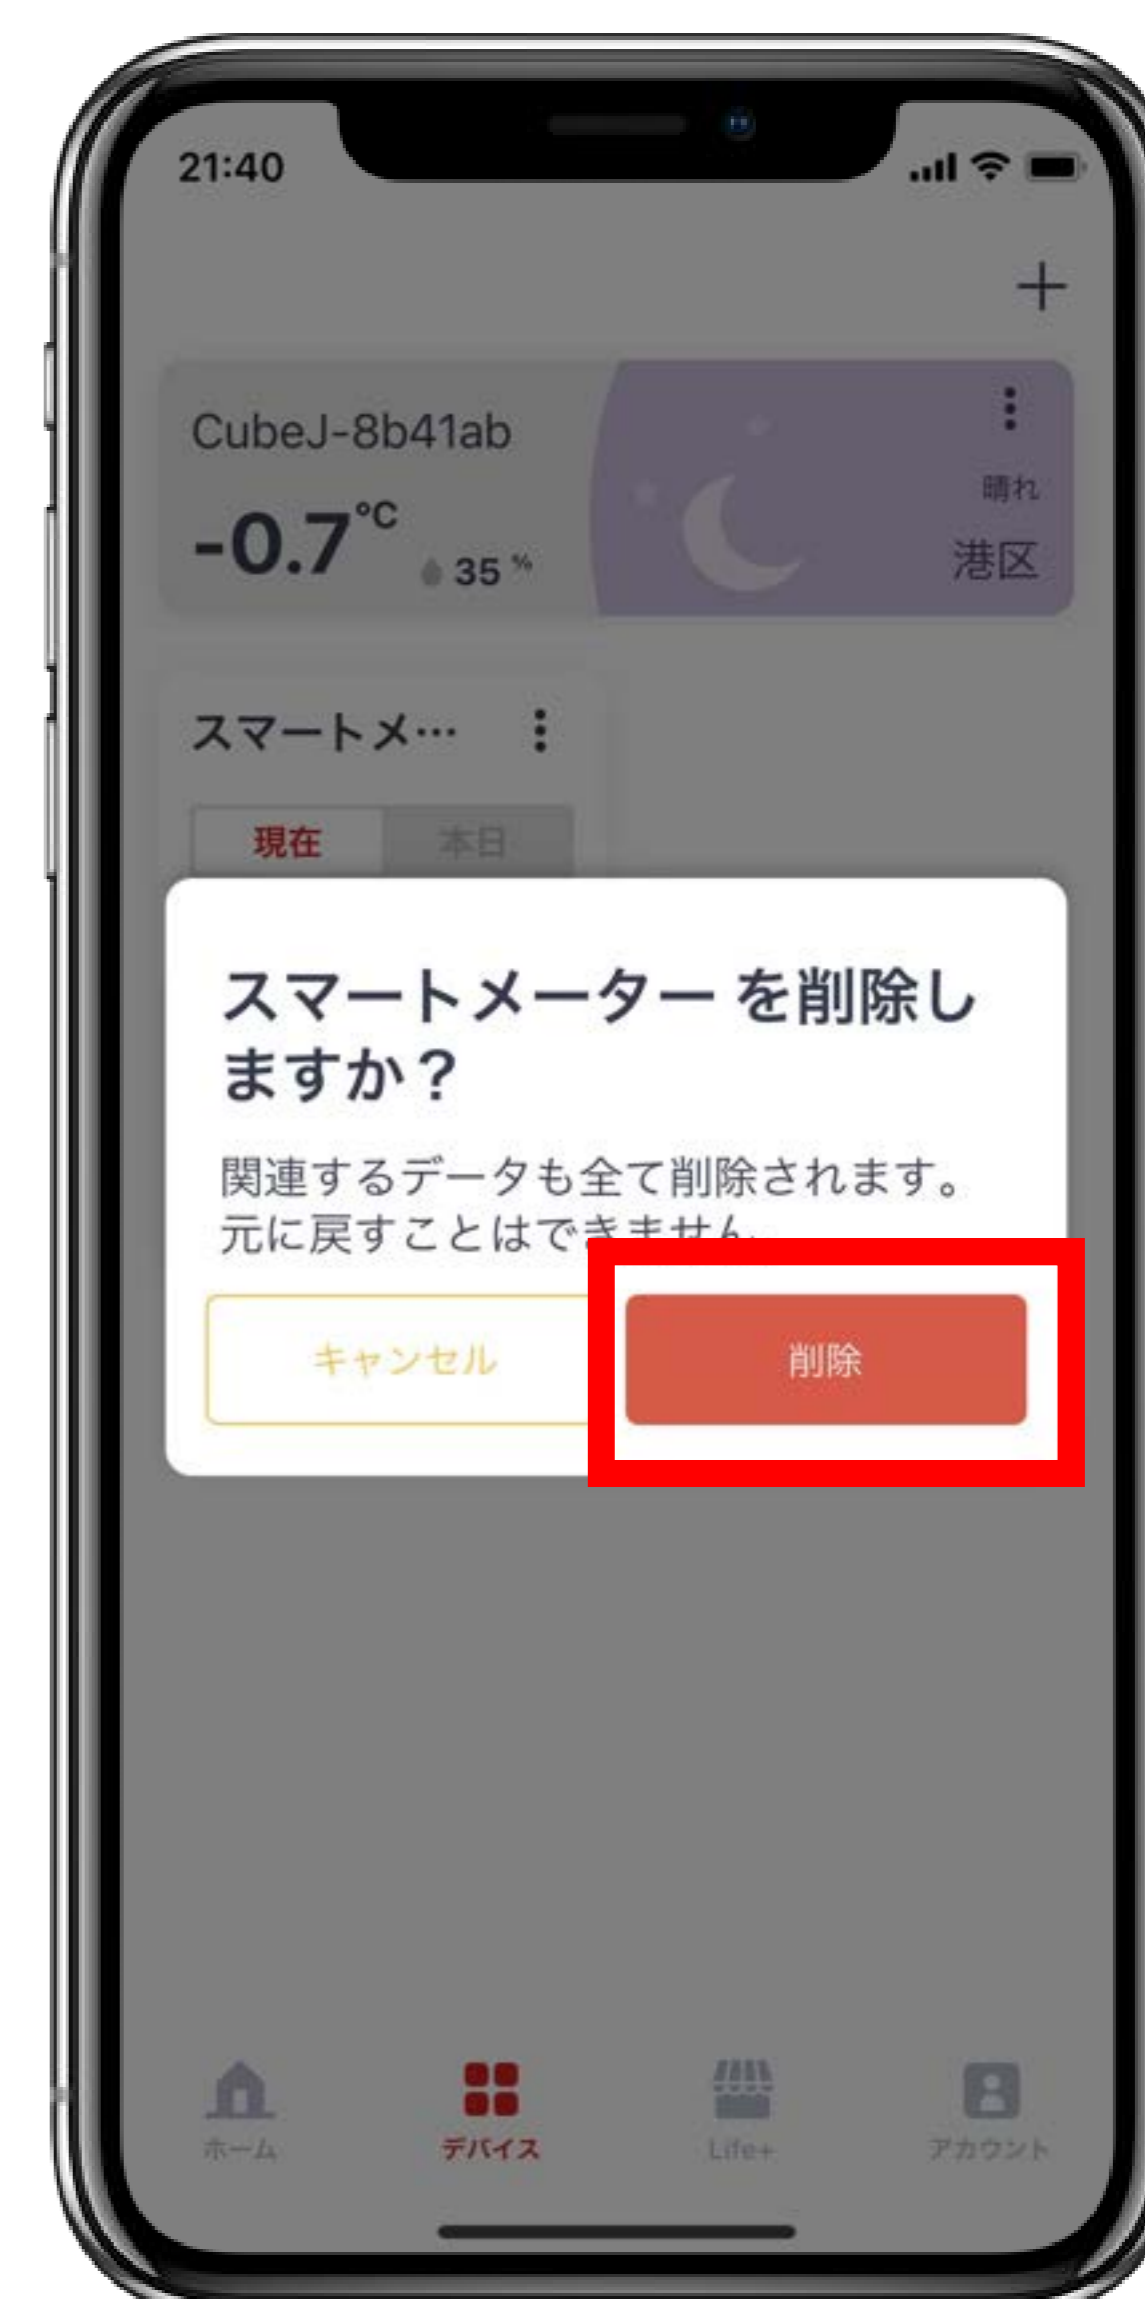 21:40
CubeJ-8b41ab
晴れ
-0.7°C
35%
港区
スマートメ…
現在 本日
スマートメーター を削除し
ますか？
関連するデータも全て削除されます。
元に戻すことはできません
キャンセル 削除
ホーム デバイス Life+ アカウント